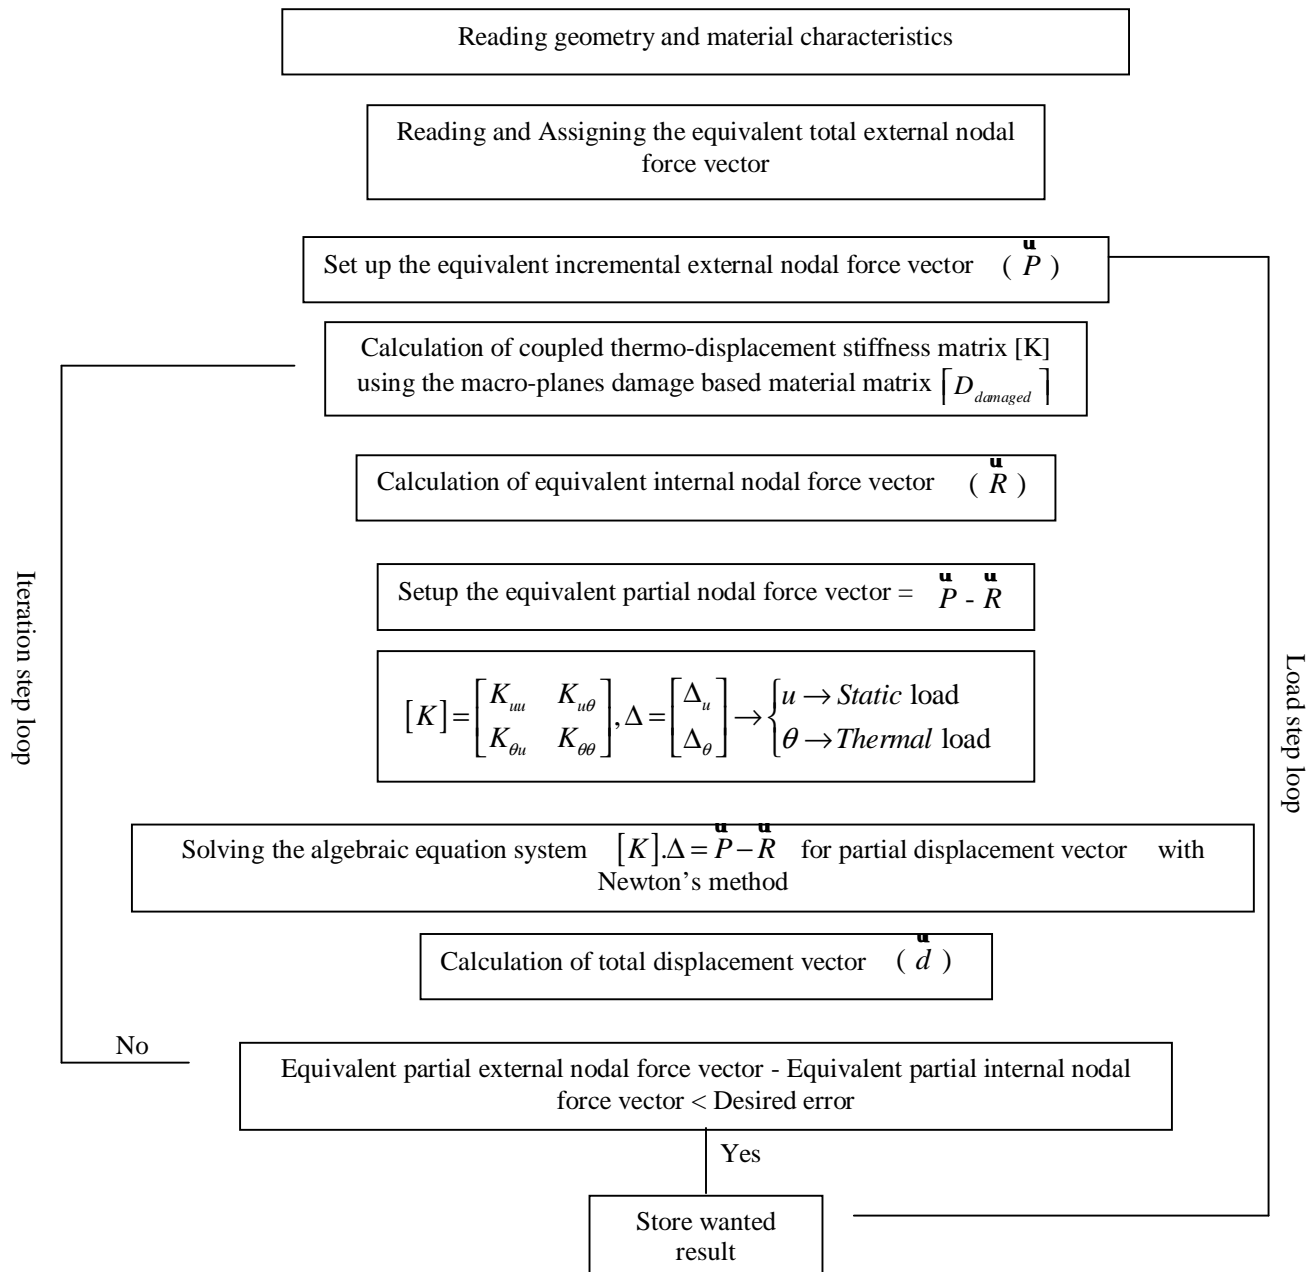 Reading geometry and material characteristics
Reading and Assigning the equivalent total external nodal
force vector
Set up the equivalent incremental external nodal force vector ( P )
Calculation of coupled thermo-displacement stiffness matrix [K]
using the macro-planes damage based material matrix [D_damaged]
Calculation of equivalent internal nodal force vector ( R )
Setup the equivalent partial nodal force vector = P - R
[K] = [K_uu K_uθ; K_θu K_θθ], Δ = [Δ_u; Δ_θ] → { u → Static load
θ → Thermal load
Solving the algebraic equation system [K].Δ = P − R for partial displacement vector with
Newton's method
Calculation of total displacement vector ( d )
No
Equivalent partial external nodal force vector - Equivalent partial internal nodal
force vector < Desired error
Yes
Store wanted
result
Iteration step loop
Load step loop